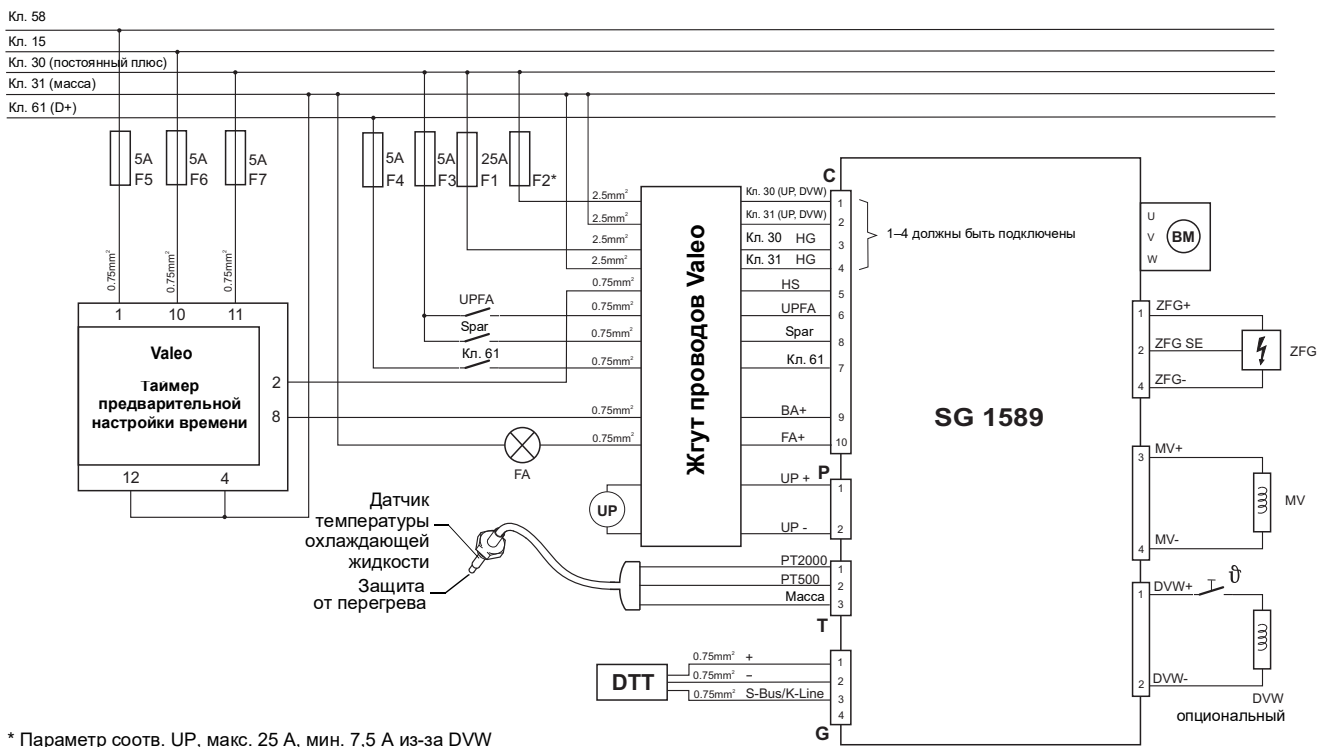 Кл. 58
Кл. 15
Кл. 30 (постоянный плюс)
Кл. 31 (масса)
Кл. 61 (D+)
5A
F5
5A
F6
5A
F7
5A
F4
5A
F3
25A
F1
F2*
0.75mm²
0.75mm²
0.75mm²
1
10
11
Valeo
Таймер
предварительной
настройки времени
2
8
12
4
UPFA
Spar
Кл. 61
FA
UP
2.5mm²
2.5mm²
2.5mm²
2.5mm²
0.75mm²
0.75mm²
0.75mm²
0.75mm²
0.75mm²
0.75mm²
Жгут проводов Valeo
C
Кл. 30 (UP, DVW)
1
Кл. 31 (UP, DVW)
2
Кл. 30 HG
3
Кл. 31 HG
4
HS
5
UPFA
6
Spar
8
Кл. 61
7
BA+
9
FA+
10
1–4 должны быть подключены
UP +
P
1
UP -
2
Датчик
температуры
охлаждающей
жидкости
Защита
от перегрева
PT2000
1
PT500
2
Масса
3
T
DTT
0.75mm² +
1
0.75mm² –
2
0.75mm² S-Bus/K-Line
3
4
G
SG 1589
U
V
W
BM
1
ZFG+
2
ZFG SE
4
ZFG-
ZFG
3
MV+
4
MV-
MV
1
DVW+
ϑ
2
DVW-
DVW
опциональный
* Параметр соотв. UP, макс. 25 А, мин. 7,5 А из-за DVW